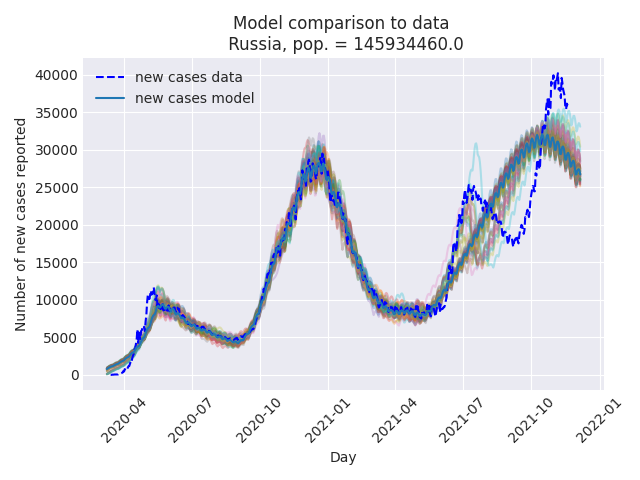 Model comparison to data
Russia, pop. = 145934460.0
new cases data
new cases model
40000
35000
30000
25000
20000
15000
10000
5000
0
Number of new cases reported
2020-04
2020-07
2020-10
2021-01
2021-04
2021-07
2021-10
2022-01
Day